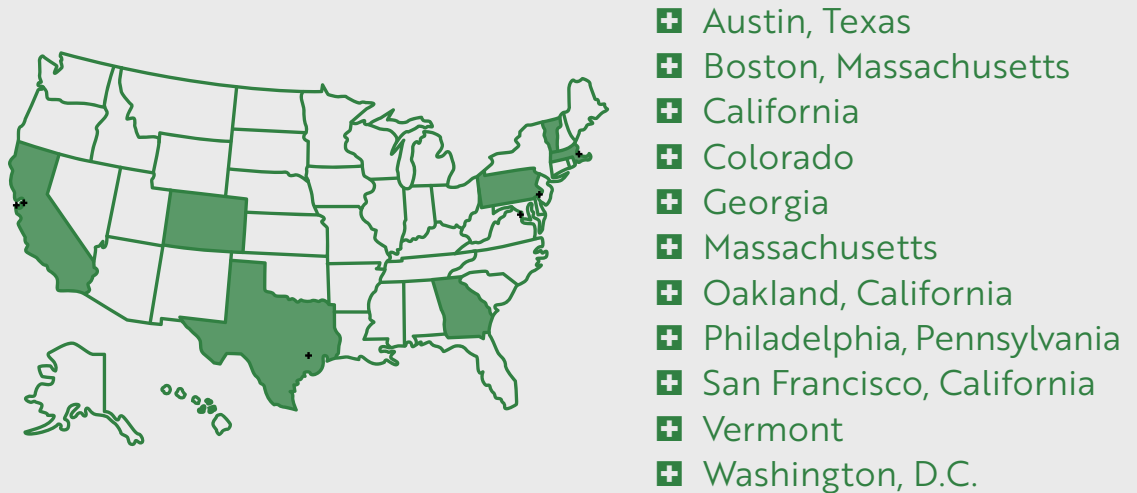 Austin, Texas
Boston, Massachusetts
California
Colorado
Georgia
Massachusetts
Oakland, California
Philadelphia, Pennsylvania
San Francisco, California
Vermont
Washington, D.C.